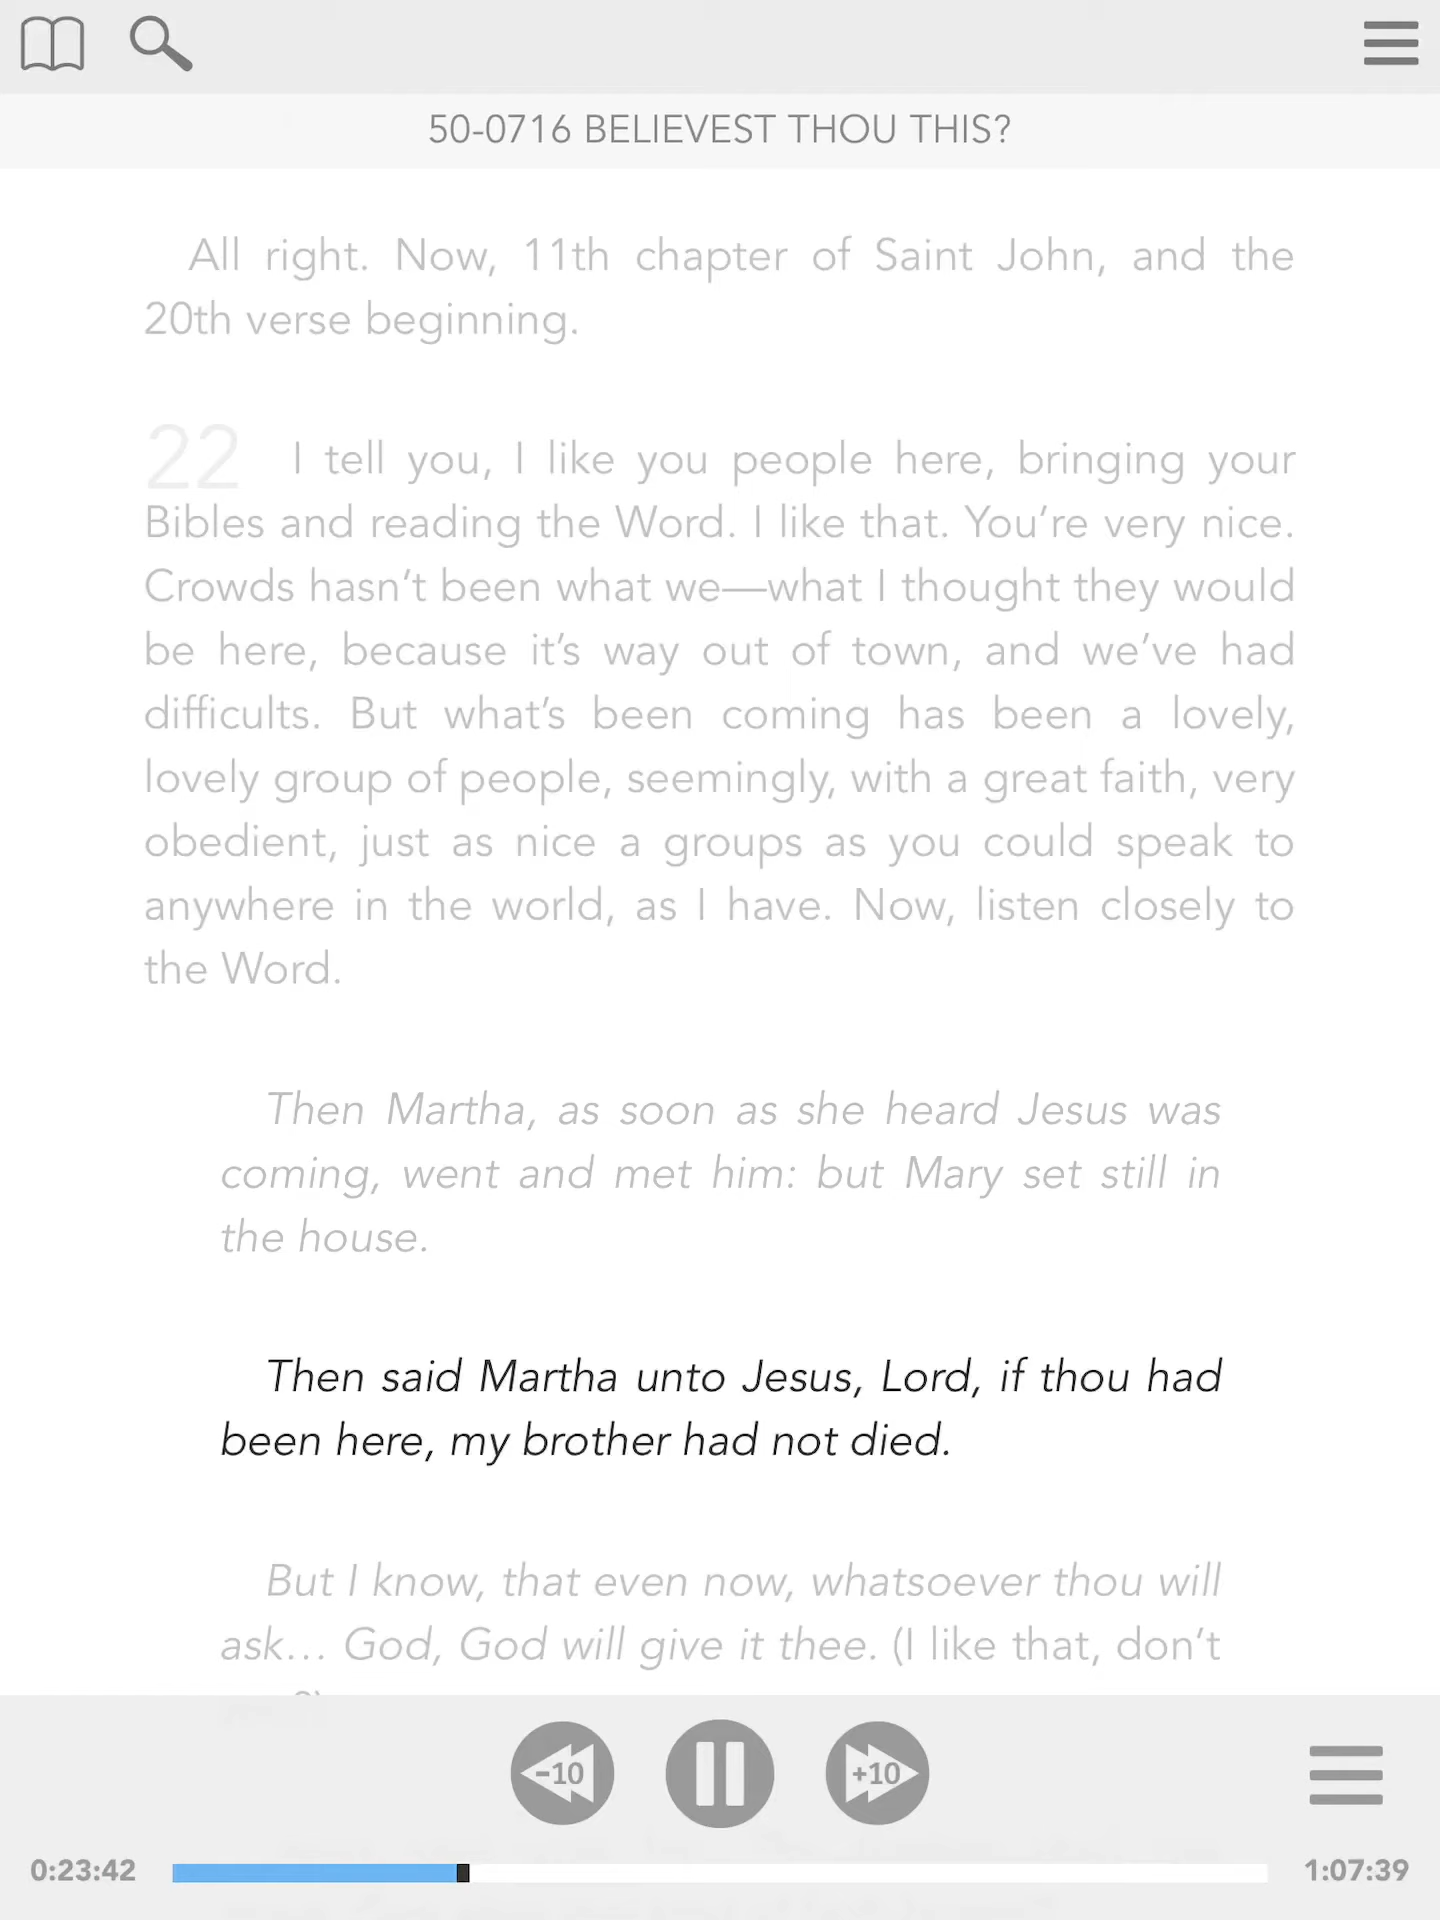 50-0716 BELIEVEST THOU THIS?
All right. Now, 11th chapter of Saint John, and the
20th verse beginning.
22 I tell you, I like you people here, bringing your
Bibles and reading the Word. I like that. You’re very nice.
Crowds hasn’t been what we—what I thought they would
be here, because it’s way out of town, and we’ve had
difficults. But what’s been coming has been a lovely,
lovely group of people, seemingly, with a great faith, very
obedient, just as nice a groups as you could speak to
anywhere in the world, as I have. Now, listen closely to
the Word.
Then Martha, as soon as she heard Jesus was
coming, went and met him: but Mary set still in
the house.
Then said Martha unto Jesus, Lord, if thou had
been here, my brother had not died.
But I know, that even now, whatsoever thou will
ask… God, God will give it thee. (I like that, don’t
-10 +10
0:23:42 1:07:39